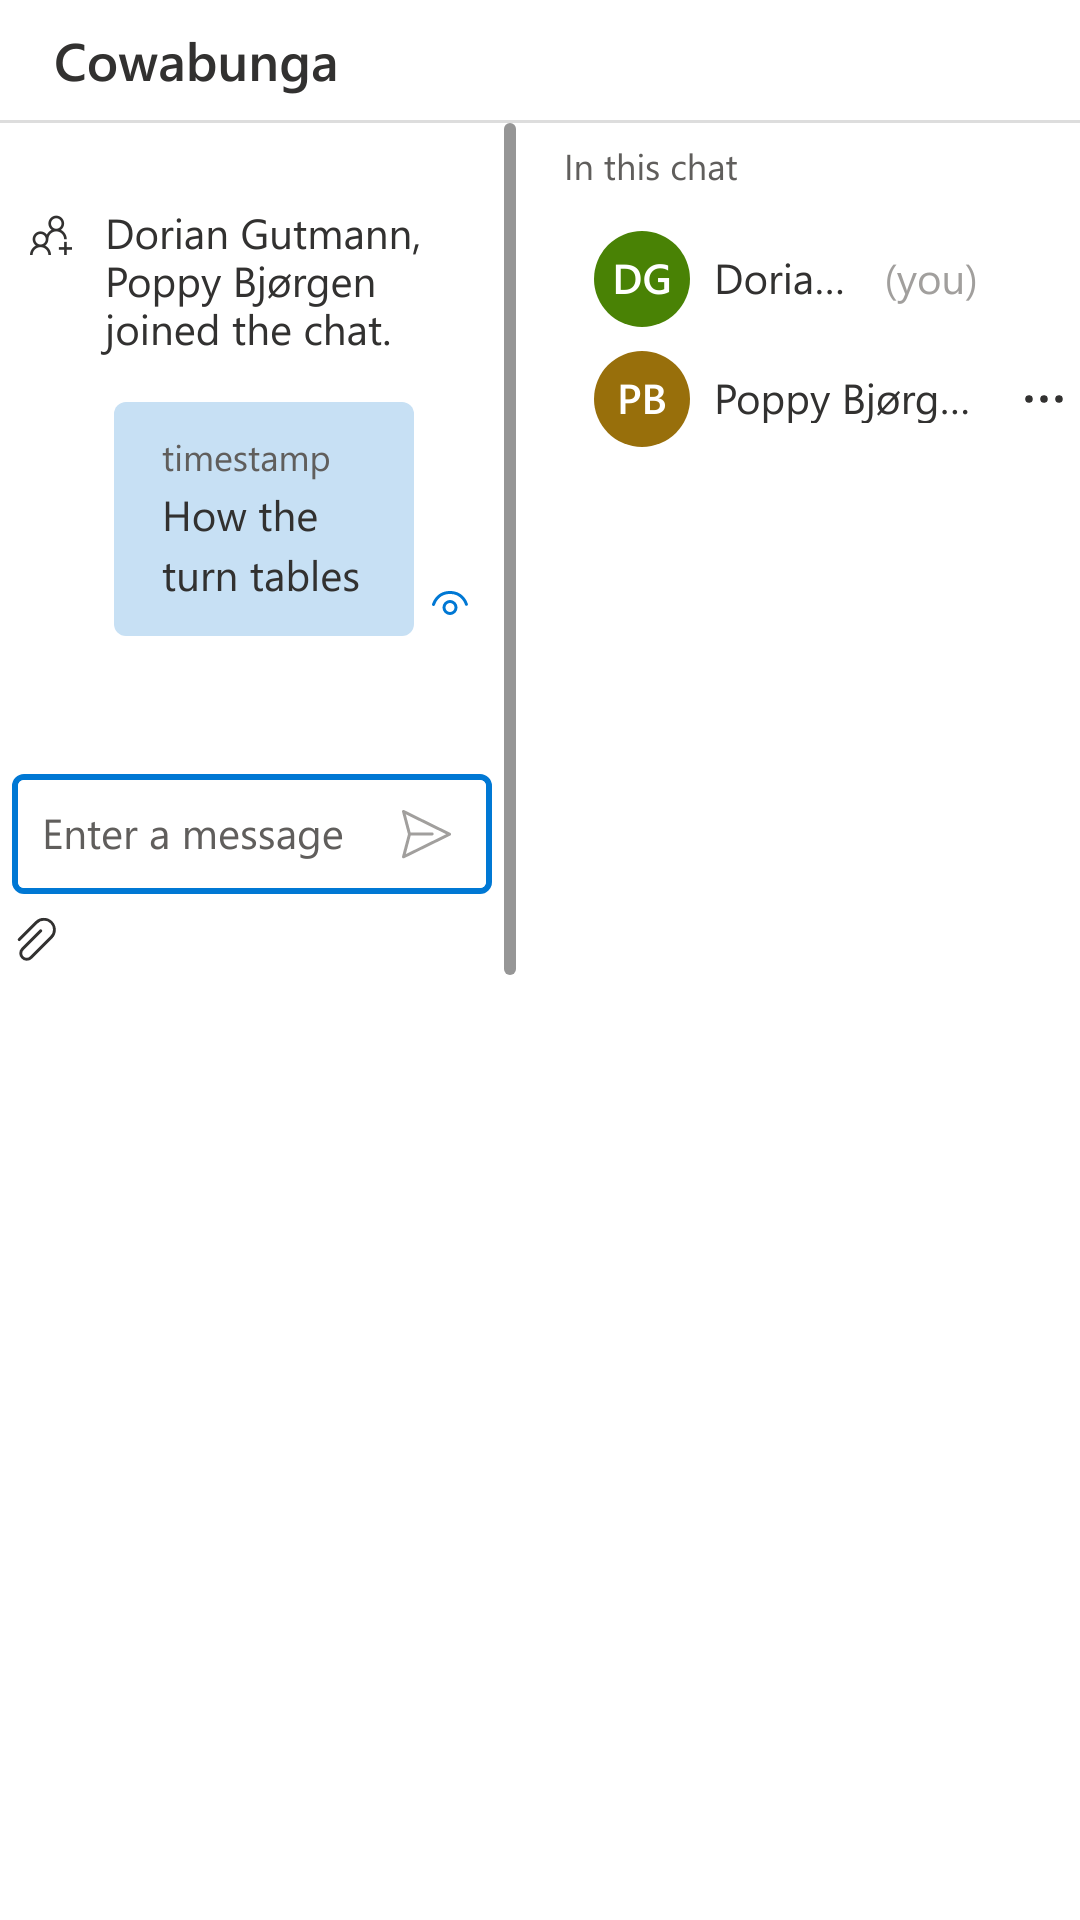 Cowabunga
Dorian Gutmann,
Poppy Bjørgen
joined the chat.
timestamp
How the
turn tables
Enter a message
In this chat
DG Doria... (you)
PB Poppy Bjørg...